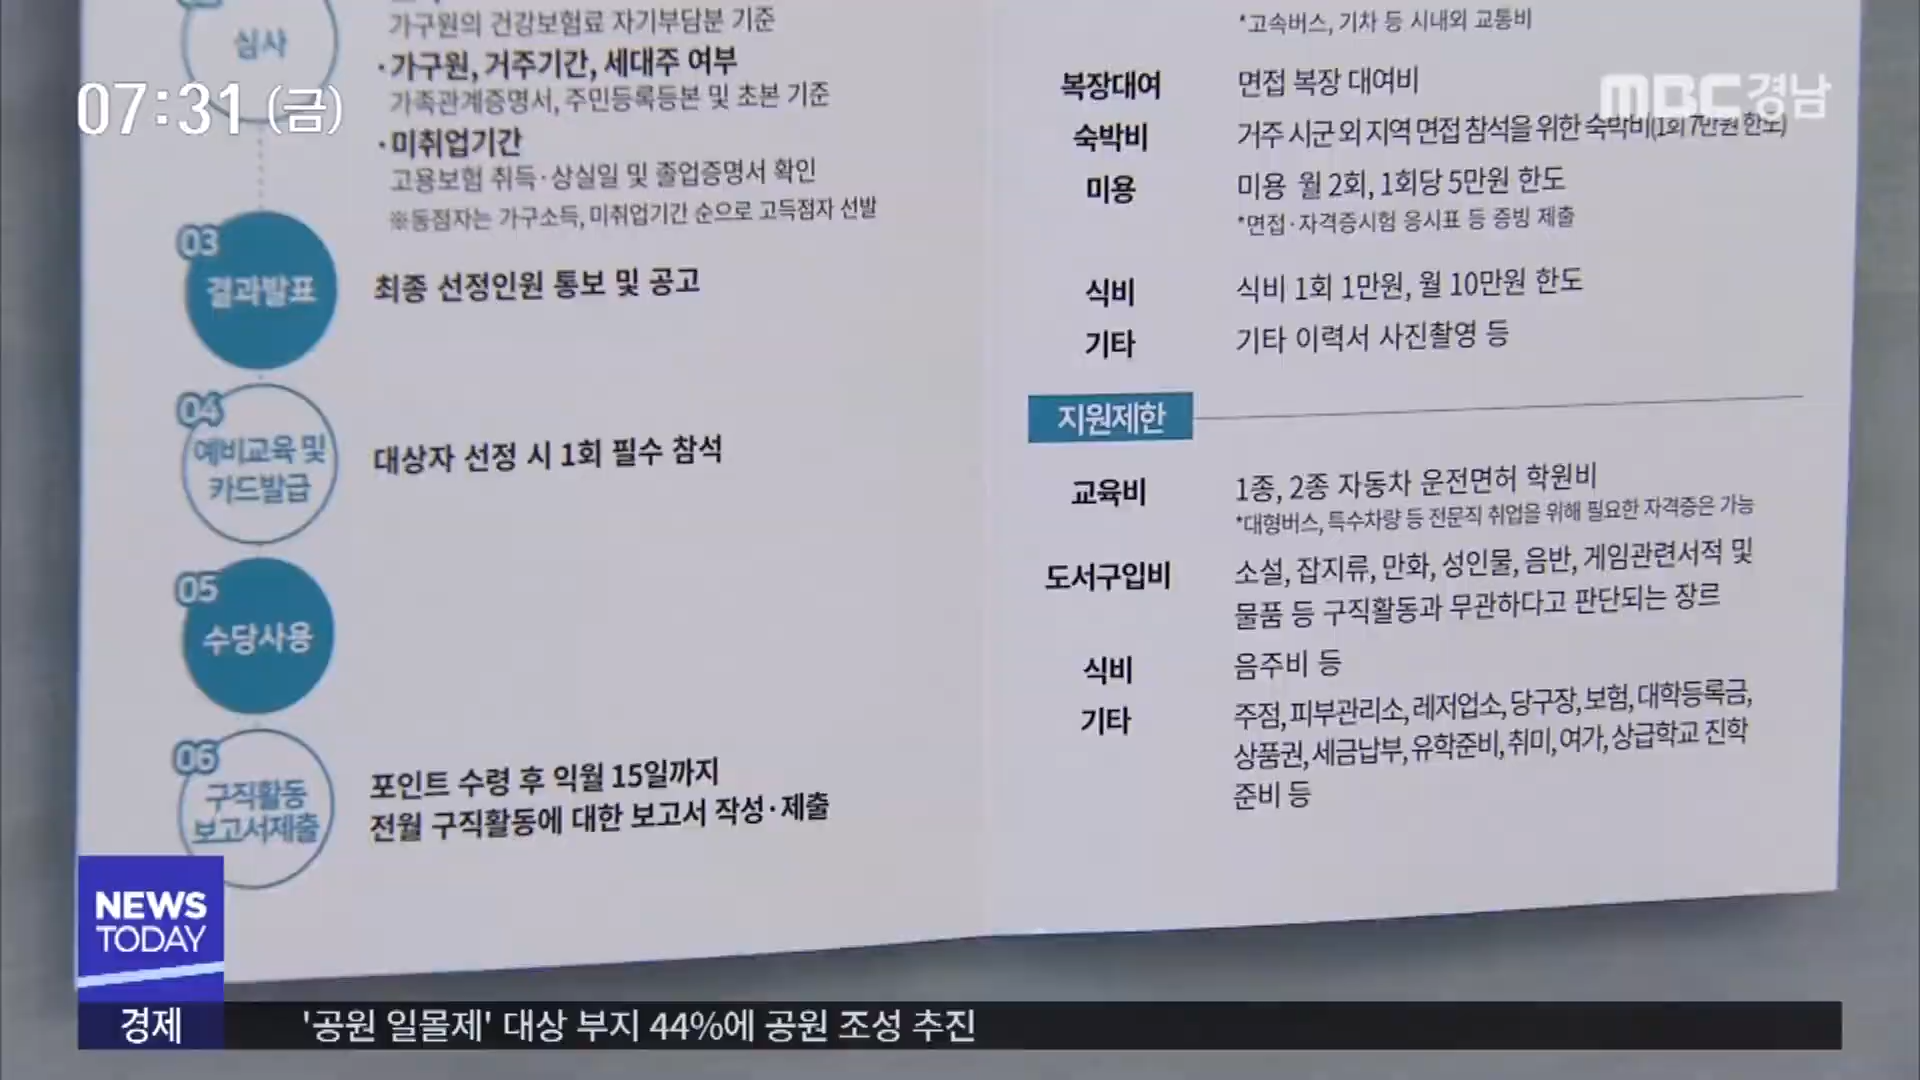 07:31 (금)
MBC경남
심사
가구원의 건강보험료 자기부담분 기준
·가구원, 거주기간, 세대주 여부
가족관계증명서, 주민등록등본 및 초본 기준
·미취업기간
고용보험 취득·상실일 및 졸업증명서 확인
※동점자는 가구소득, 미취업기간 순으로 고득점자 선발
03
결과발표
최종 선정인원 통보 및 공고
04
예비교육 및
카드발급
대상자 선정 시 1회 필수 참석
05
수당사용
06
구직활동
보고서제출
포인트 수령 후 익월 15일까지
전월 구직활동에 대한 보고서 작성·제출
*고속버스, 기차 등 시내외 교통비
복장대여 면접 복장 대여비
숙박비 거주 시군 외 지역 면접 참석을 위한 숙박비(1회 7만원 한도)
미용 미용 월 2회, 1회당 5만원 한도
*면접·자격증시험 응시표 등 증빙 제출
식비 식비 1회 1만원, 월 10만원 한도
기타 기타 이력서 사진촬영 등
지원제한
교육비 1종, 2종 자동차 운전면허 학원비
*대형버스, 특수차량 등 전문직 취업을 위해 필요한 자격증은 가능
도서구입비 소설, 잡지류, 만화, 성인물, 음반, 게임관련서적 및
물품 등 구직활동과 무관하다고 판단되는 장르
식비 음주비 등
기타 주점, 피부관리소, 레저업소, 당구장, 보험, 대학등록금,
상품권, 세금납부, 유학준비, 취미, 여가, 상급학교 진학
준비 등
NEWS
TODAY
경제 '공원 일몰제' 대상 부지 44%에 공원 조성 추진